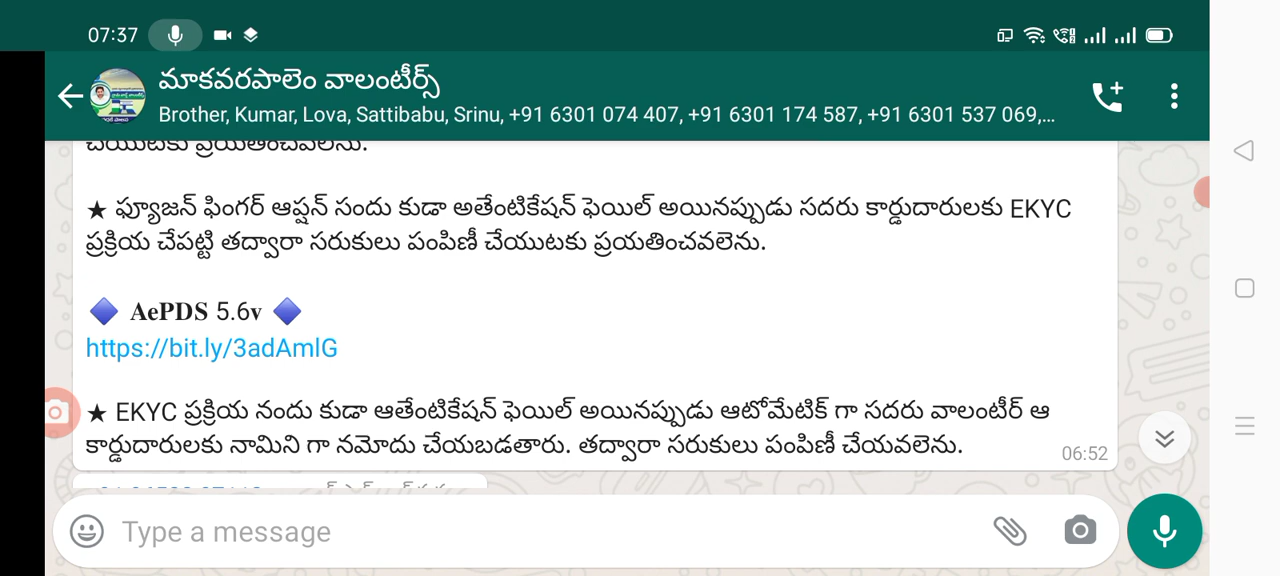 07:37
మాకవరపాలెం వాలంటీర్స్
Brother, Kumar, Lova, Sattibabu, Srinu, +91 6301 074 407, +91 6301 174 587, +91 6301 537 069,...
చేయుటకు ప్రయతించవలెను.
★ ఫ్యూజన్ ఫింగర్ ఆప్షన్ సందు కుడా అతేంటికేషన్ ఫెయిల్ అయినప్పుడు సదరు కార్డుదారులకు EKYC
ప్రక్రియ చేపట్టి తద్వారా సరుకులు పంపిణీ చేయుటకు ప్రయతించవలెను.
🔷 𝐀𝐞𝐏𝐃𝐒 5.6𝐯 🔷
https://bit.ly/3adAmlG
★ EKYC ప్రక్రియ నందు కుడా ఆతేంటికేషన్ ఫెయిల్ అయినప్పుడు ఆటోమేటిక్ గా సదరు వాలంటీర్ ఆ
కార్డుదారులకు నామిని గా నమోదు చేయబడతారు. తద్వారా సరుకులు పంపిణీ చేయవలెను.
06:52
Type a message